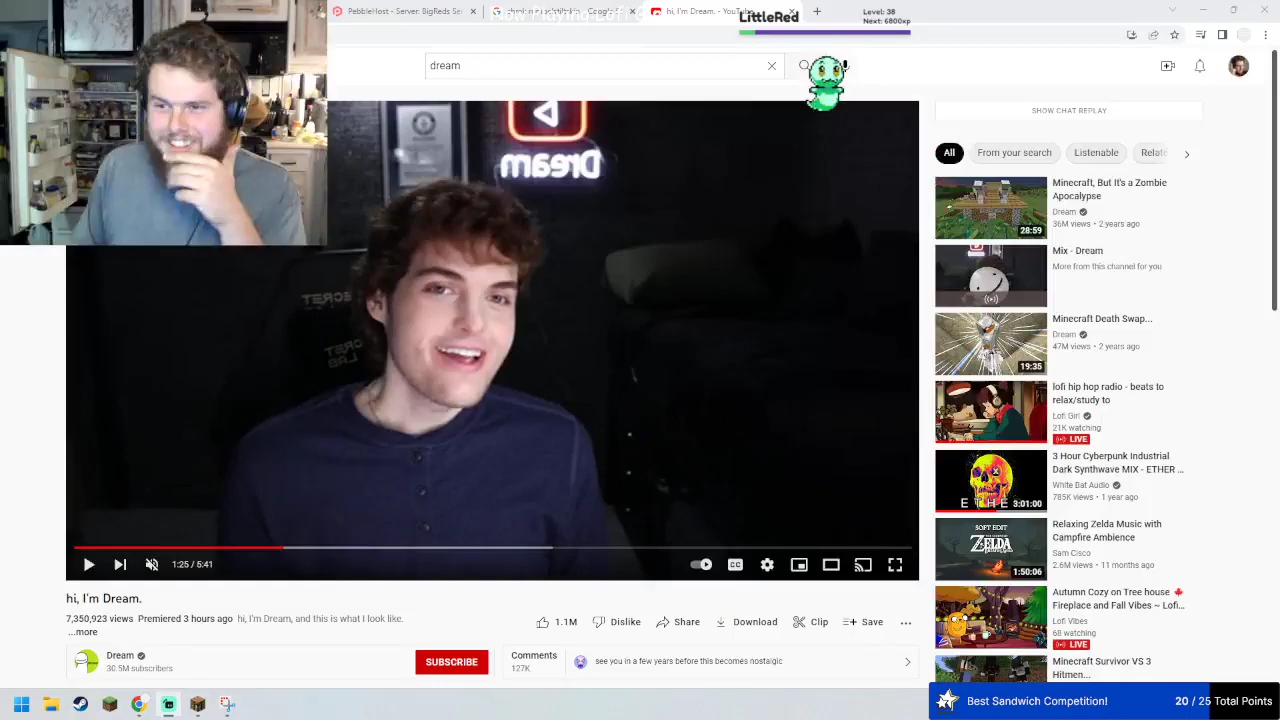 PebbleHost - Server: BigReds Ser
hi, I'm Dream. - YouTube
LittleRed
Level: 38
Next: 6800xp
dream
SHOW CHAT REPLAY
All
From your search
Listenable
Relate
Dream
Minecraft, But It's a Zombie
Apocalypse
Dream
36M views • 2 years ago
28:59
Mix - Dream
More from this channel for you
Minecraft Death Swap...
Dream
47M views • 2 years ago
19:35
lofi hip hop radio - beats to
relax/study to
Lofi Girl
21K watching
LIVE
3 Hour Cyberpunk Industrial
Dark Synthwave MIX - ETHER ...
White Bat Audio
785K views • 1 year ago
ETHE
3:01:00
Relaxing Zelda Music with
Campfire Ambience
Sam Cisco
2.6M views • 11 months ago
SOFT EDIT
ZELDA
1:50:06
Autumn Cozy on Tree house 🍁
Fireplace and Fall Vibes ~ Lofi...
Lofi Vibes
68 watching
LIVE
Minecraft Survivor VS 3
Hitmen...
1:25 / 5:41
CC
hi, I'm Dream.
7,350,923 views Premiered 3 hours ago hi, I'm Dream, and this is what I look like.
...more
1.1M
Dislike
Share
Download
Clip
Save
Dream
30.5M subscribers
SUBSCRIBE
Comments
127K
see you in a few years before this becomes nostalgic
Best Sandwich Competition!
20 / 25 Total Points